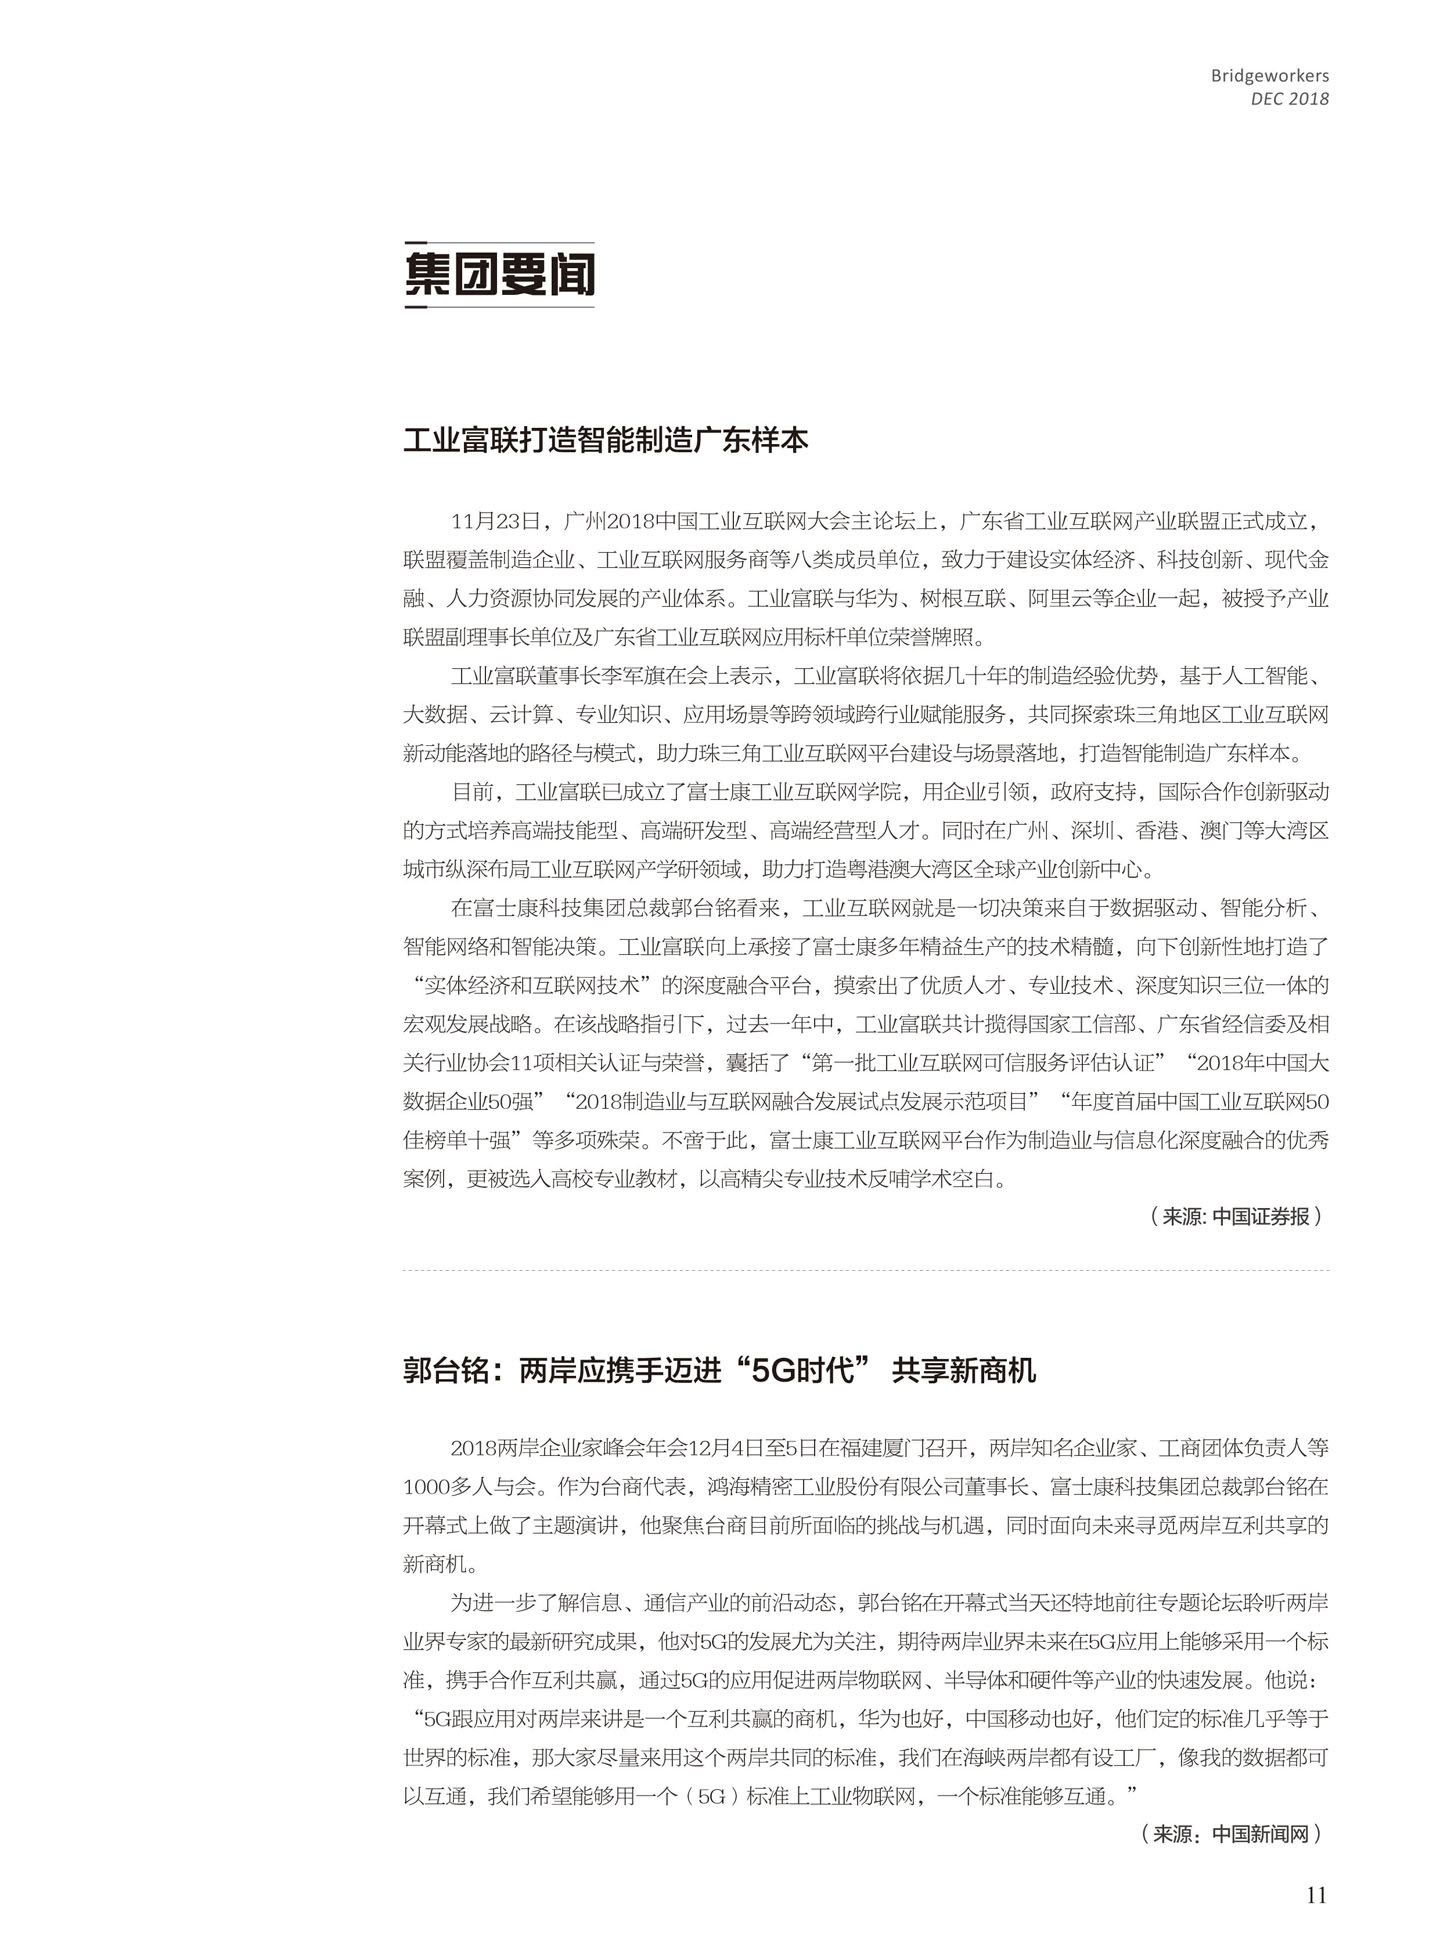 Bridgeworkers
DEC 2018
集团要闻
工业富联打造智能制造广东样本
11月23日，广州2018中国工业互联网大会主论坛上，广东省工业互联网产业联盟正式成立，
联盟覆盖制造企业、工业互联网服务商等八类成员单位，致力于建设实体经济、科技创新、现代金
融、人力资源协同发展的产业体系。工业富联与华为、树根互联、阿里云等企业一起，被授予产业
联盟副理事长单位及广东省工业互联网应用标杆单位荣誉牌照。
工业富联董事长李军旗在会上表示，工业富联将依据几十年的制造经验优势，基于人工智能、
大数据、云计算、专业知识、应用场景等跨领域跨行业赋能服务，共同探索珠三角地区工业互联网
新动能落地的路径与模式，助力珠三角工业互联网平台建设与场景落地，打造智能制造广东样本。
目前，工业富联已成立了富士康工业互联网学院，用企业引领，政府支持，国际合作创新驱动
的方式培养高端技能型、高端研发型、高端经营型人才。同时在广州、深圳、香港、澳门等大湾区
城市纵深布局工业互联网产学研领域，助力打造粤港澳大湾区全球产业创新中心。
在富士康科技集团总裁郭台铭看来，工业互联网就是一切决策来自于数据驱动、智能分析、
智能网络和智能决策。工业富联向上承接了富士康多年精益生产的技术精髓，向下创新性地打造了
“实体经济和互联网技术”的深度融合平台，摸索出了优质人才、专业技术、深度知识三位一体的
宏观发展战略。在该战略指引下，过去一年中，工业富联共计揽得国家工信部、广东省经信委及相
关行业协会11项相关认证与荣誉，囊括了“第一批工业互联网可信服务评估认证”“2018年中国大
数据企业50强”“2018制造业与互联网融合发展试点发展示范项目”“年度首届中国工业互联网50
佳榜单十强”等多项殊荣。不啻于此，富士康工业互联网平台作为制造业与信息化深度融合的优秀
案例，更被选入高校专业教材，以高精尖专业技术反哺学术空白。
（来源: 中国证券报）
郭台铭：两岸应携手迈进“5G时代” 共享新商机
2018两岸企业家峰会年会12月4日至5日在福建厦门召开，两岸知名企业家、工商团体负责人等
1000多人与会。作为台商代表，鸿海精密工业股份有限公司董事长、富士康科技集团总裁郭台铭在
开幕式上做了主题演讲，他聚焦台商目前所面临的挑战与机遇，同时面向未来寻觅两岸互利共享的
新商机。
为进一步了解信息、通信产业的前沿动态，郭台铭在开幕式当天还特地前往专题论坛聆听两岸
业界专家的最新研究成果，他对5G的发展尤为关注，期待两岸业界未来在5G应用上能够采用一个标
准，携手合作互利共赢，通过5G的应用促进两岸物联网、半导体和硬件等产业的快速发展。他说：
“5G跟应用对两岸来讲是一个互利共赢的商机，华为也好，中国移动也好，他们定的标准几乎等于
世界的标准，那大家尽量来用这个两岸共同的标准，我们在海峡两岸都有设工厂，像我的数据都可
以互通，我们希望能够用一个（5G）标准上工业物联网，一个标准能够互通。”
（来源：中国新闻网）
11